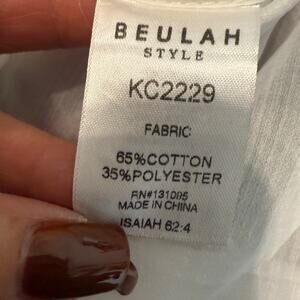 BEULAH
STYLE
KC2229
FABRIC
65%COTTON
35%POLYESTER
RN#131095
MADE IN CHINA
ISAIAH 62:4